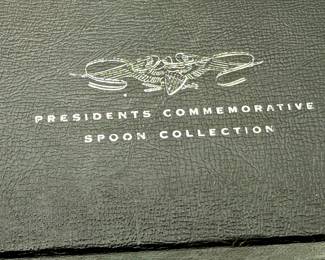 PRESIDENTS COMMEMORATIVE
SPOON COLLECTION